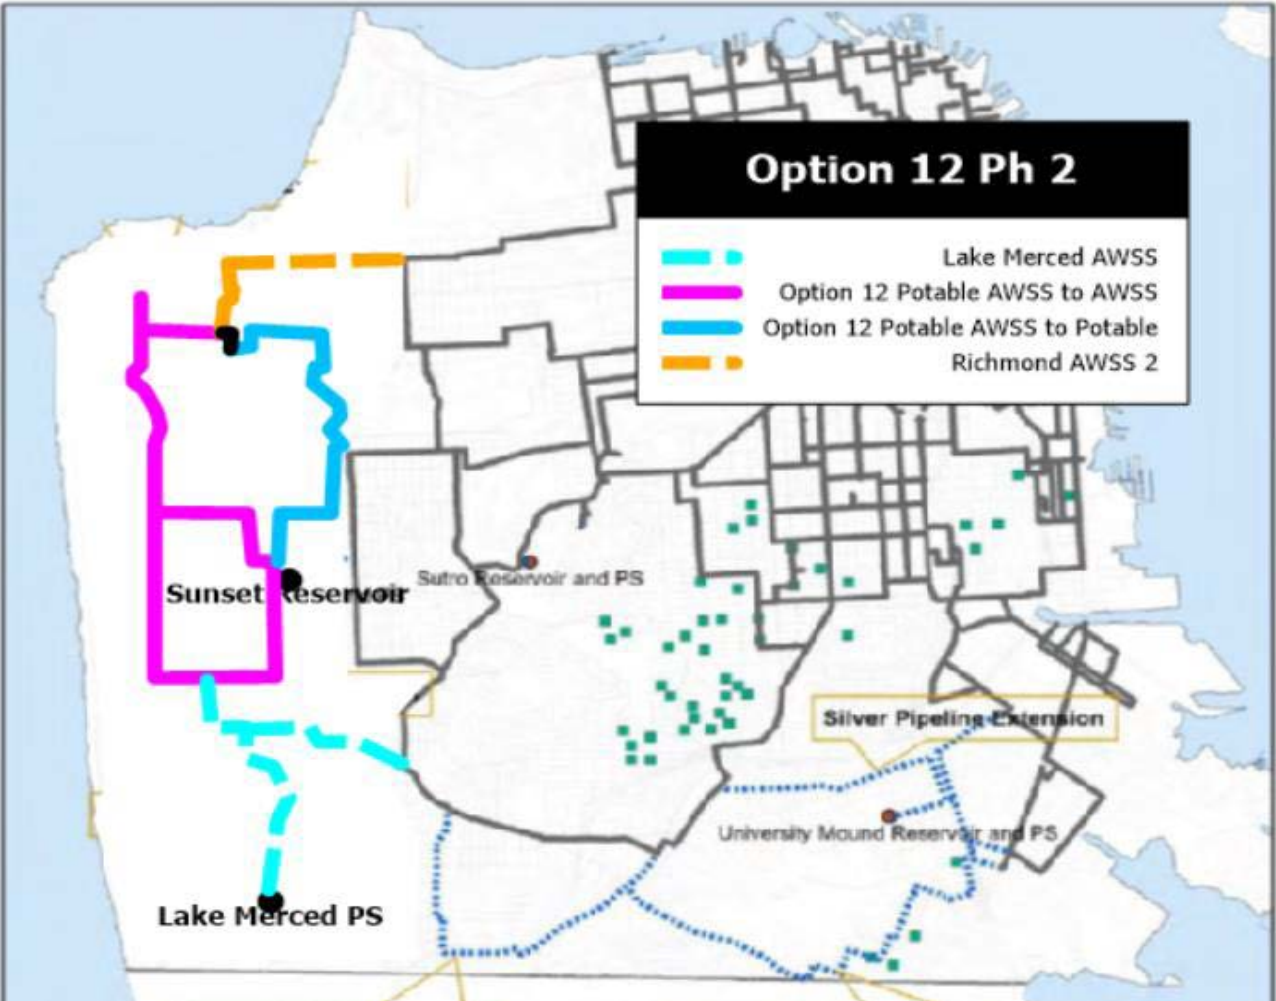 Option 12 Ph 2
Lake Merced AWSS
Option 12 Potable AWSS to AWSS
Option 12 Potable AWSS to Potable
Richmond AWSS 2
Sutro Reservoir and PS
Sunset Reservoir
Silver Pipeline Extension
University Mound Reservoir and PS
Lake Merced PS